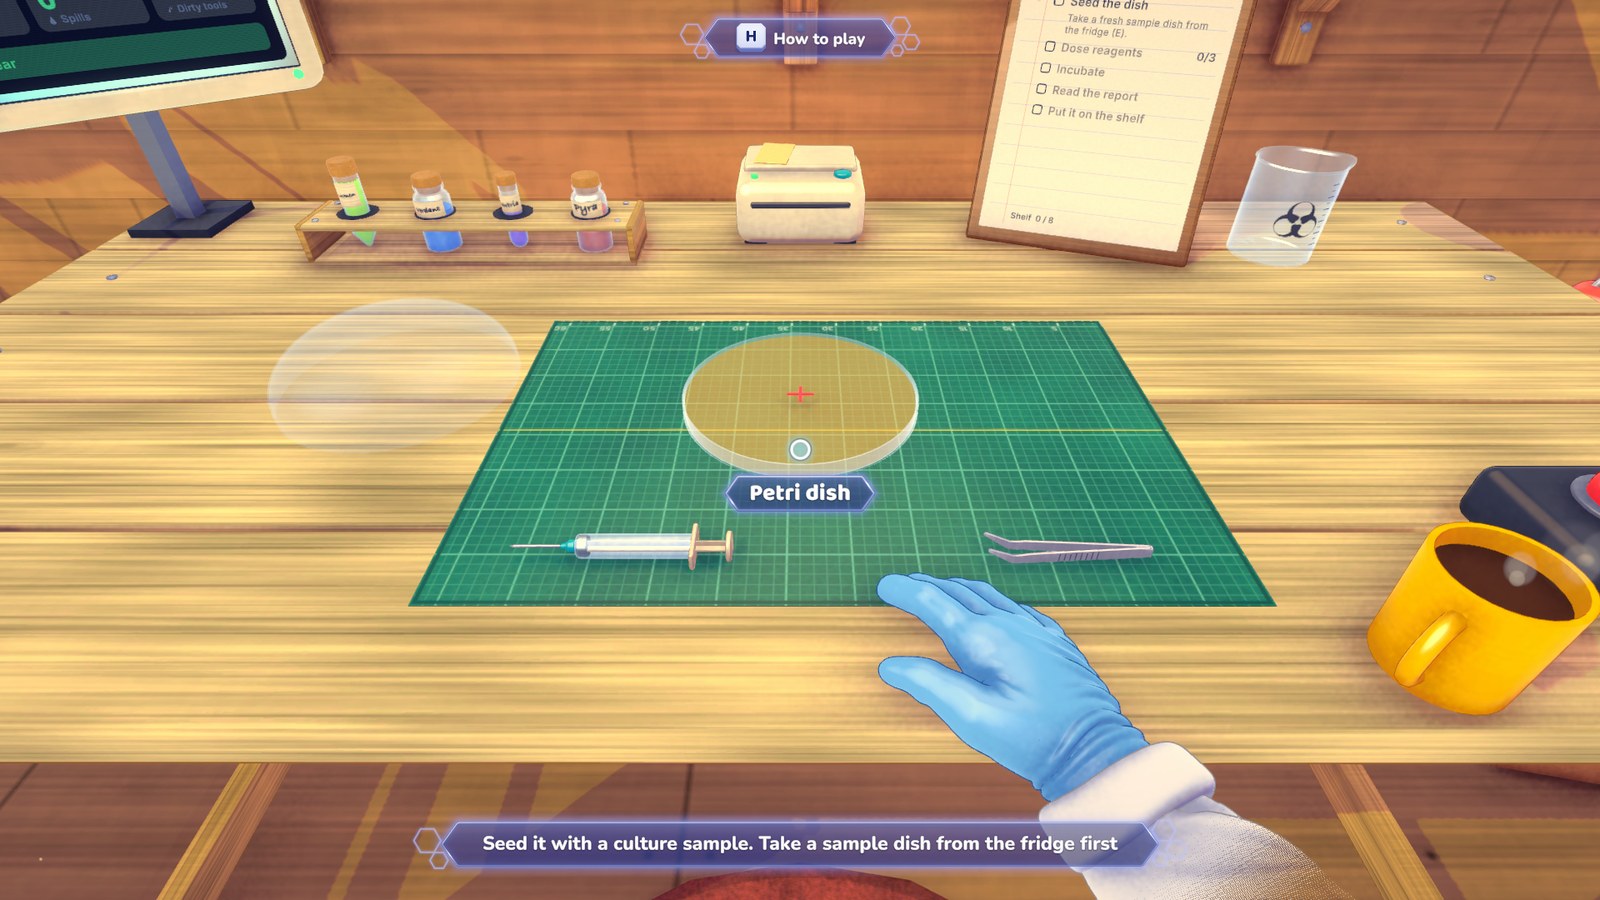 Spills
Dirty tools
H How to play
Seed the dish
Take a fresh sample dish from
the fridge (E).
Dose reagents 0/3
Incubate
Read the report
Put it on the shelf
Shelf 0/8
Pyra
Petri dish
Seed it with a culture sample. Take a sample dish from the fridge first